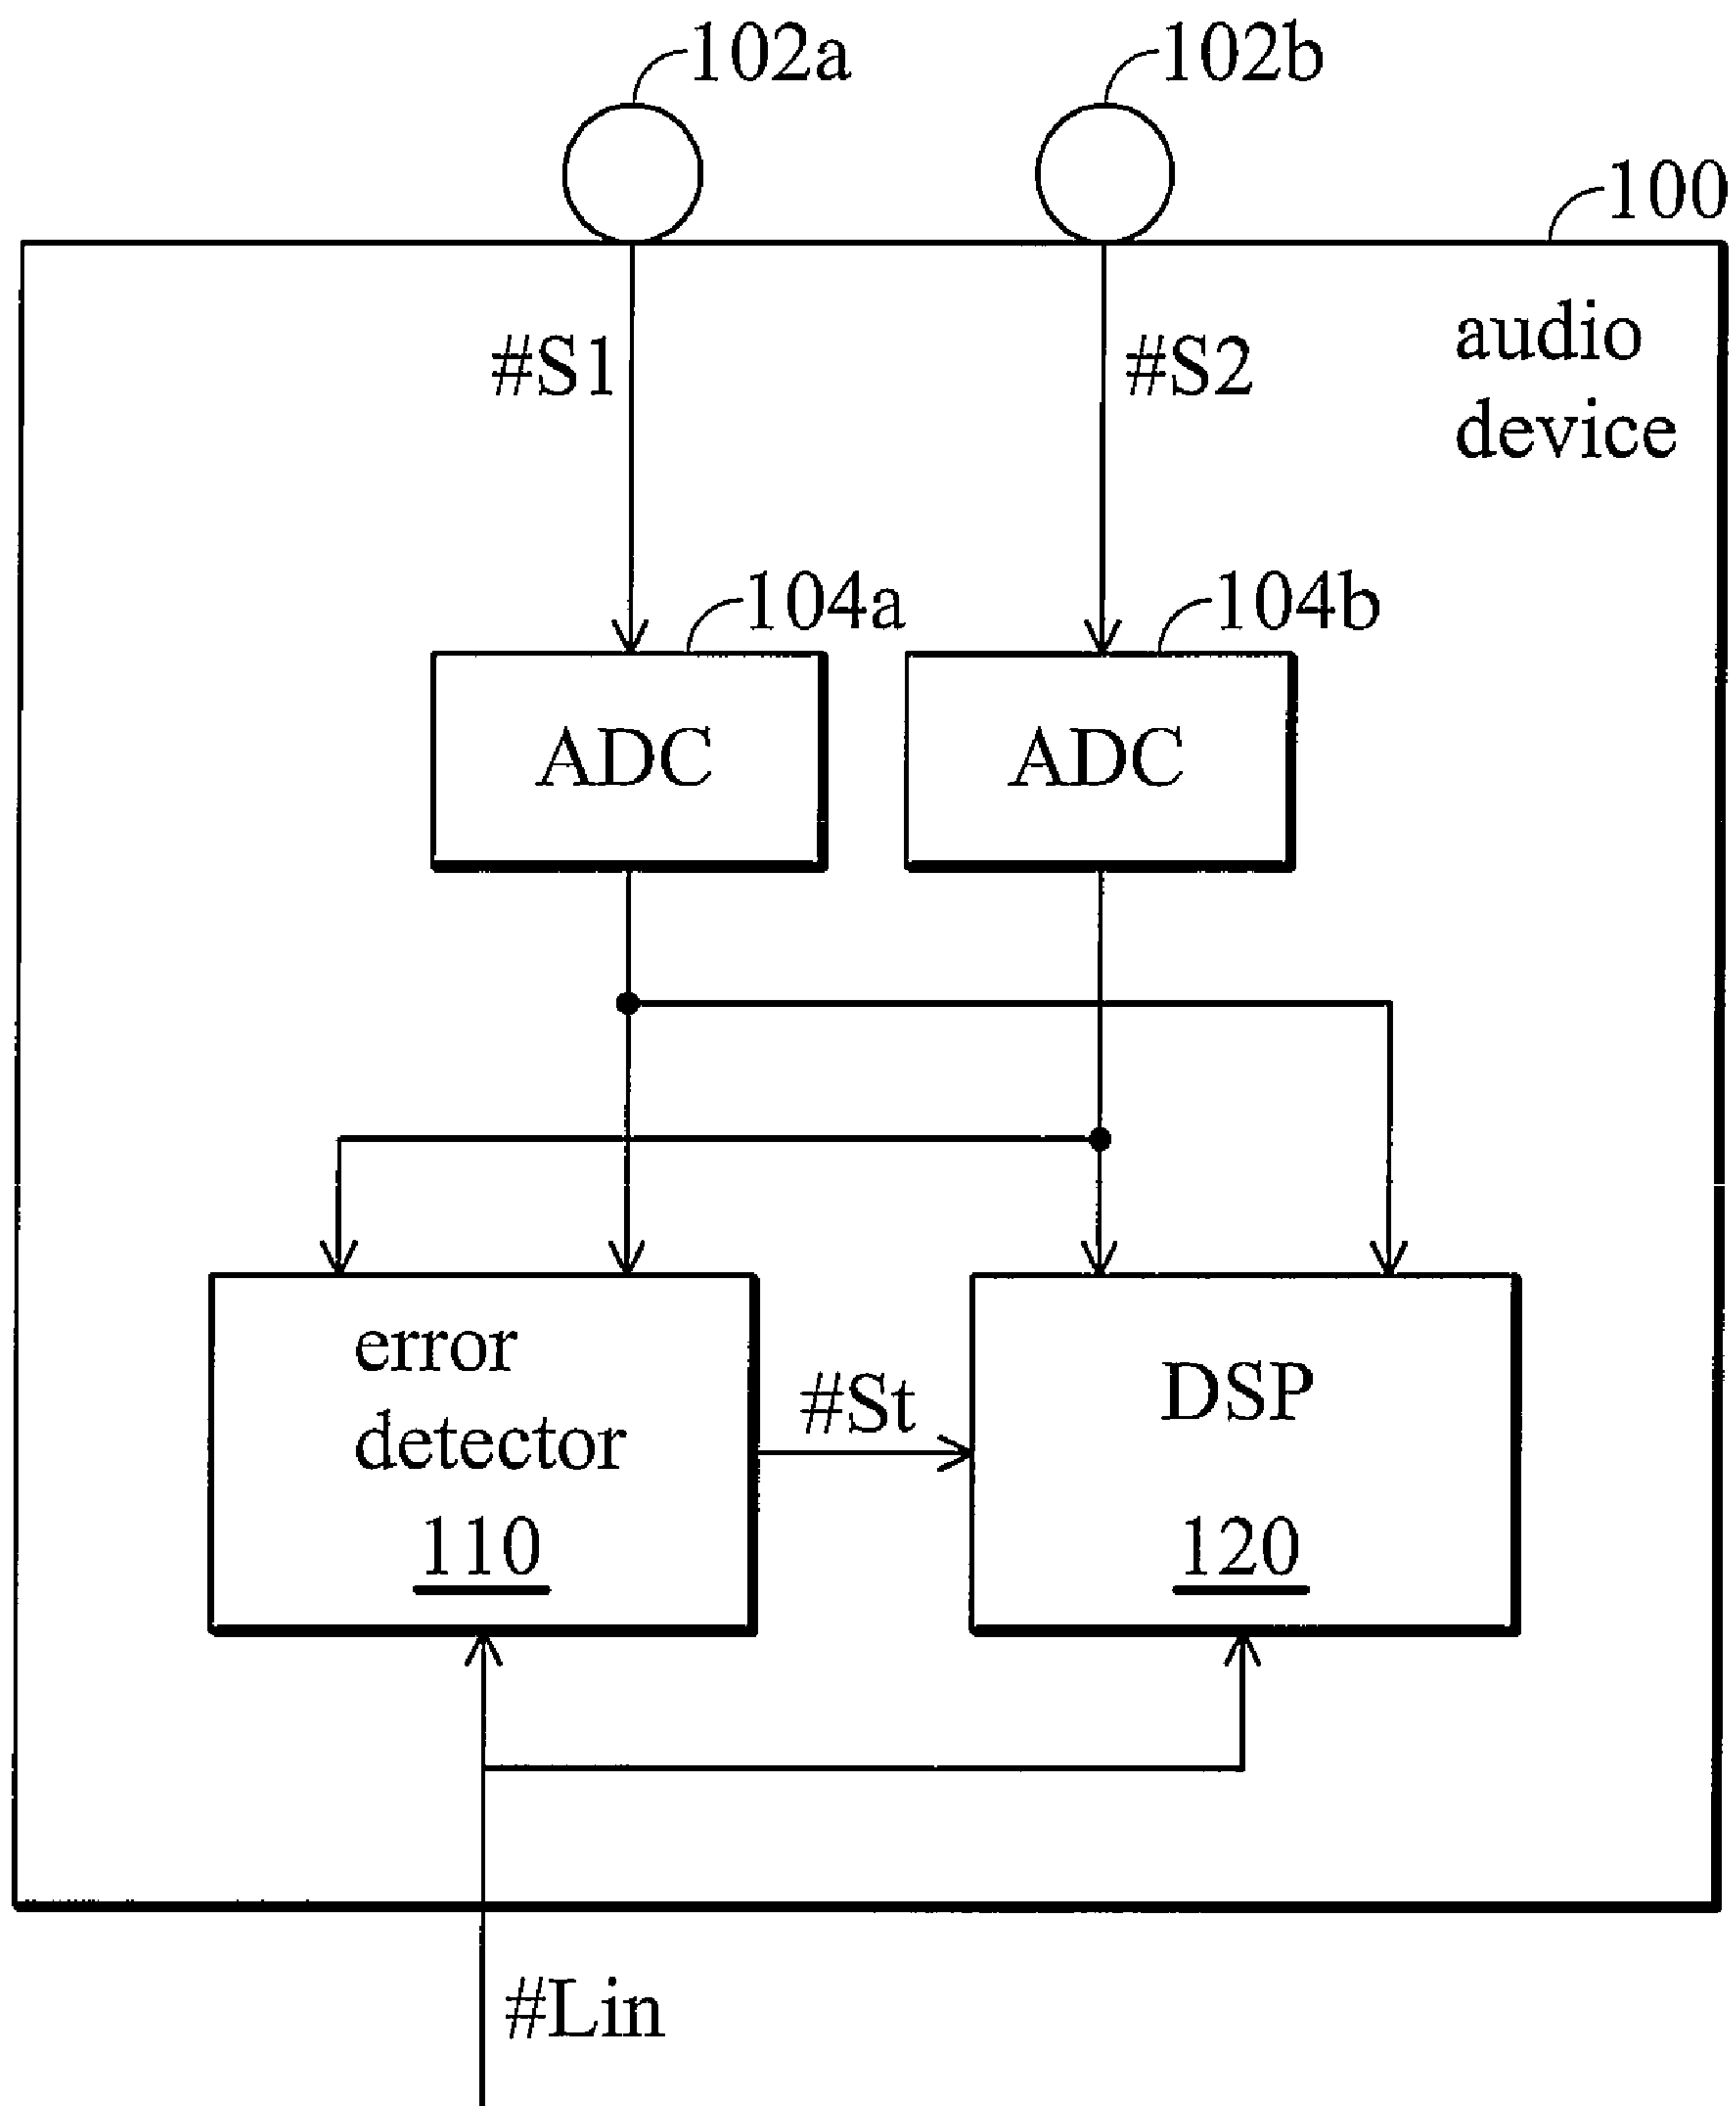 102a
102b
100
audio
device
#S1
#S2
104a
104b
ADC
ADC
error
detector
110
#St
DSP
120
#Lin